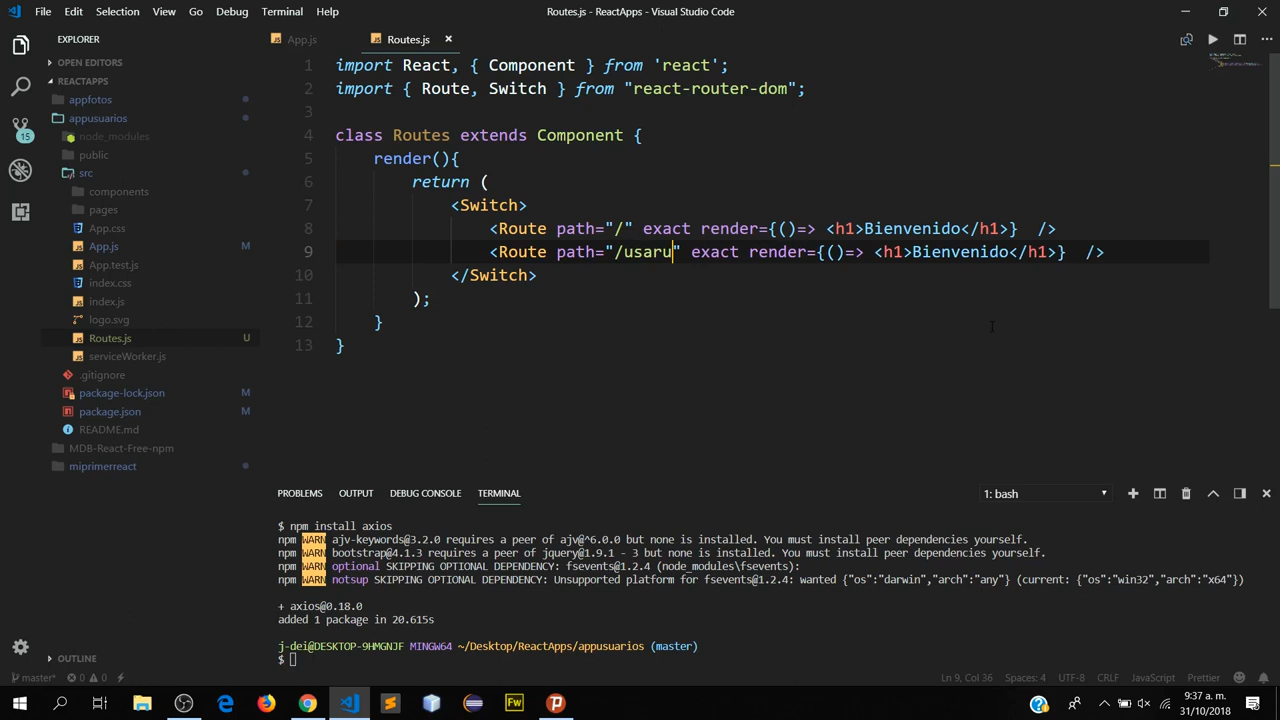 File Edit Selection View Go Debug Terminal Help
Routes.js - ReactApps - Visual Studio Code
EXPLORER
OPEN EDITORS
REACTAPPS
appfotos
appusuarios
node_modules
public
src
components
pages
App.css
App.js M
App.test.js
index.css
index.js
logo.svg
Routes.js U
serviceWorker.js
.gitignore
package-lock.json M
package.json M
README.md
MDB-React-Free-npm
miprimerreact
OUTLINE
15
App.js
Routes.js
1 import React, { Component } from 'react';
2 import { Route, Switch } from "react-router-dom";
3
4 class Routes extends Component {
5 render(){
6 return (
7 <Switch>
8 <Route path="/" exact render={()=> <h1>Bienvenido</h1>} />
9 <Route path="/usaru" exact render={()=> <h1>Bienvenido</h1>} />
10 </Switch>
11 );
12 }
13 }
PROBLEMS OUTPUT DEBUG CONSOLE TERMINAL
1: bash
$ npm install axios
npm WARN ajv-keywords@3.2.0 requires a peer of ajv@^6.0.0 but none is installed. You must install peer dependencies yourself.
npm WARN bootstrap@4.1.3 requires a peer of jquery@1.9.1 - 3 but none is installed. You must install peer dependencies yourself.
npm WARN optional SKIPPING OPTIONAL DEPENDENCY: fsevents@1.2.4 (node_modules\fsevents):
npm WARN notsup SKIPPING OPTIONAL DEPENDENCY: Unsupported platform for fsevents@1.2.4: wanted {"os":"darwin","arch":"any"} (current: {"os":"win32","arch":"x64"})
+ axios@0.18.0
added 1 package in 20.615s
j-dei@DESKTOP-9HMGNJF MINGW64 ~/Desktop/ReactApps/appusuarios (master)
$
master* 0 0
Ln 9, Col 36 Spaces: 4 UTF-8 CRLF JavaScript Prettier
Fw
9:37 a. m.
31/10/2018